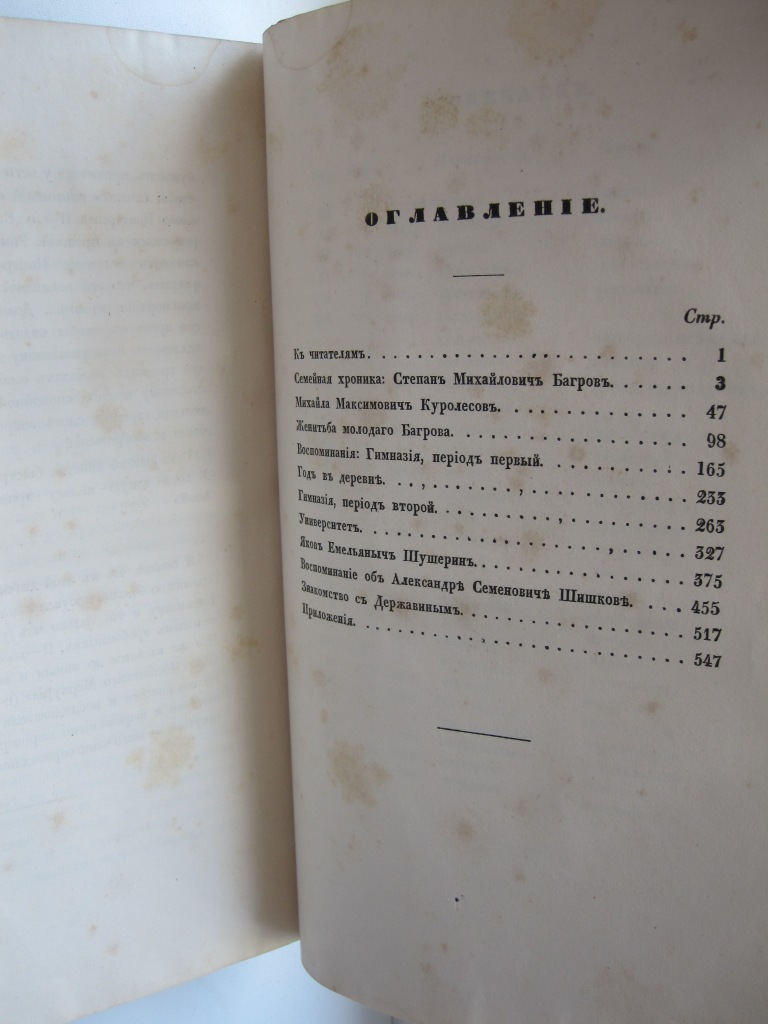 ОГЛАВЛЕНІЕ.
Стр.
Къ читателямъ. . . . . . . . . . . . . . . . . . . . . . . . 1
Семейная хроника: Степанъ Михайловичъ Багровъ. . . . . . 3
Михайла Максимовичъ Куролесовъ. . . . . . . . . . . . . . 47
Женитьба молодаго Багрова. . . . . . . . . . . . . . . . . 98
Воспоминанія: Гимназія, періодъ первый. . . . . . . . . . . 165
Годъ въ деревнѣ. . . . . . . . . . . . . . . . . . . . . . 233
Гимназія, періодъ второй. . . . . . . . . . . . . . . . . . 263
Университетъ. . . . . . . . . . . . . . . . . . . . . . . . 327
Яковъ Емельянычъ Шушеринъ. . . . . . . . . . . . . . . . 375
Воспоминаніе объ Александрѣ Семеновичѣ Шишковѣ. . . . 455
Знакомство съ Державинымъ. . . . . . . . . . . . . . . . . 517
Приложенія. . . . . . . . . . . . . . . . . . . . . . . . . 547